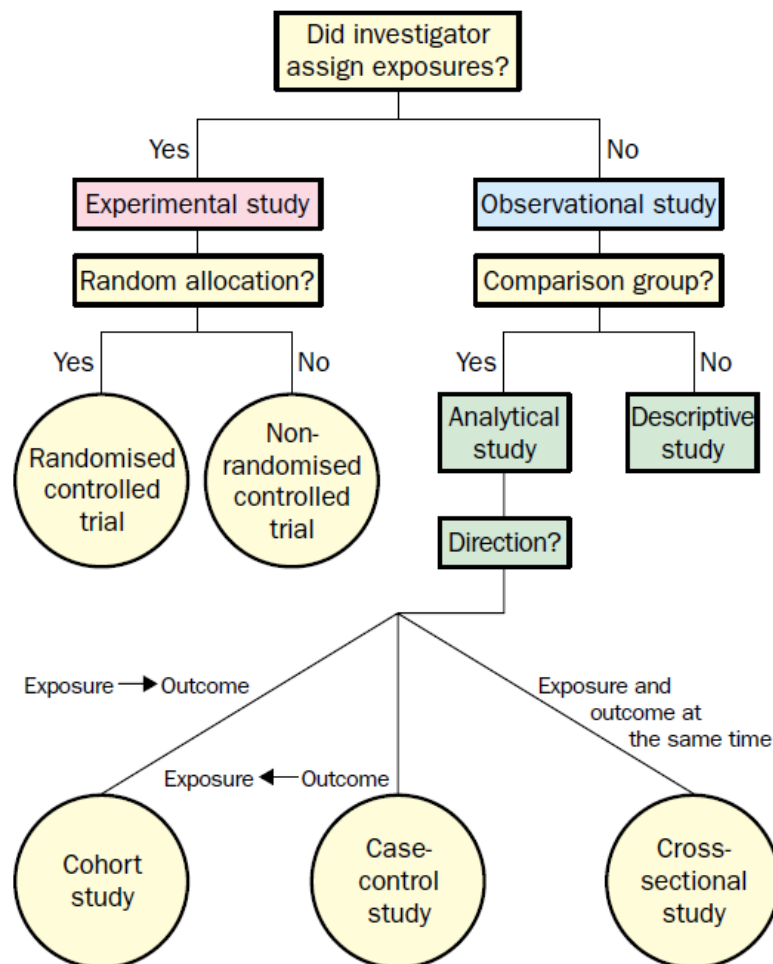 Did investigator
assign exposures?
Yes
No
Experimental study
Observational study
Random allocation?
Comparison group?
Yes
No
Yes
No
Randomised
controlled
trial
Non-
randomised
controlled
trial
Analytical
study
Descriptive
study
Direction?
Exposure → Outcome
Exposure and
outcome at
the same time
Exposure ← Outcome
Cohort
study
Case-
control
study
Cross-
sectional
study